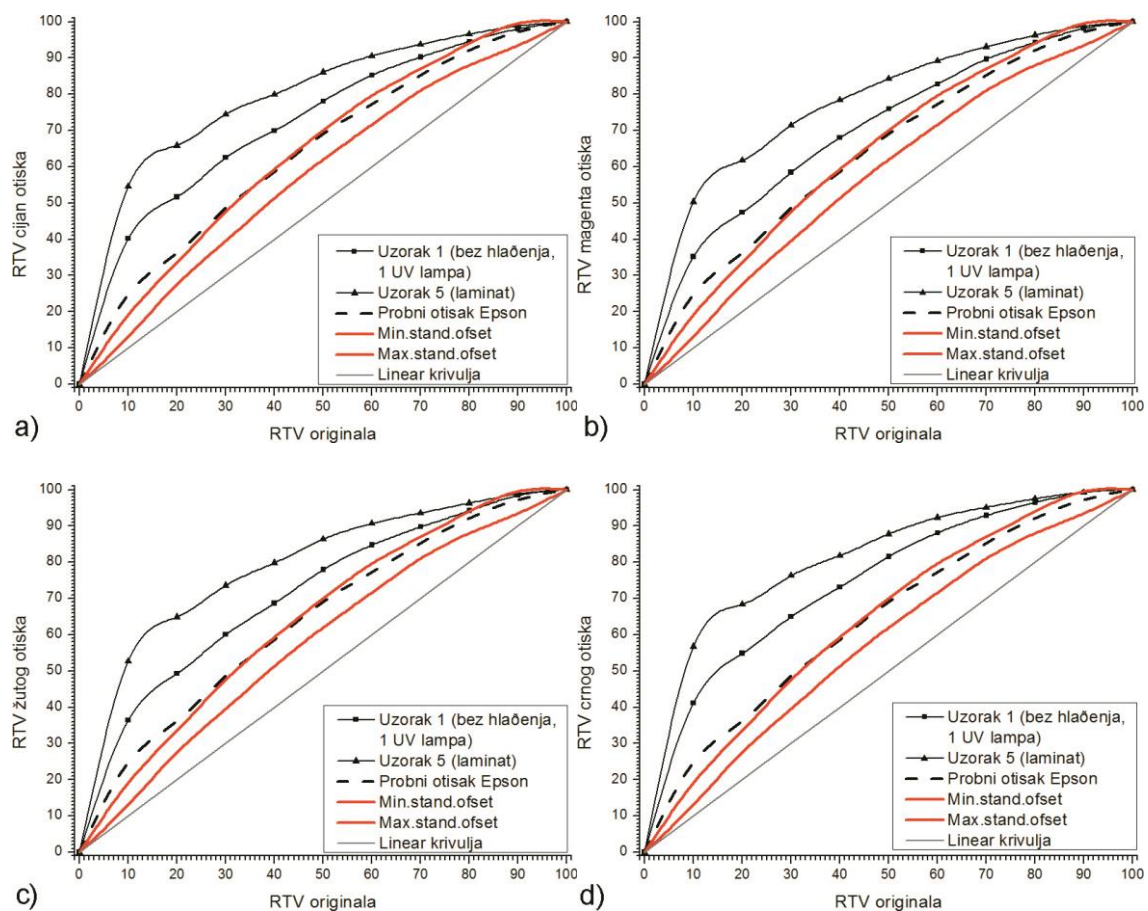 100
90
80
70
60
50
40
30
20
10
0
RTV cijan otiska
Uzorak 1 (bez hlađenja,
1 UV lampa)
Uzorak 5 (laminat)
Probni otisak Epson
Min.stand.ofset
Max.stand.ofset
Linear krivulja
0 10 20 30 40 50 60 70 80 90 100
RTV originala
a)
100
90
80
70
60
50
40
30
20
10
0
RTV magenta otiska
Uzorak 1 (bez hlađenja,
1 UV lampa)
Uzorak 5 (laminat)
Probni otisak Epson
Min.stand.ofset
Max.stand.ofset
Linear krivulja
0 10 20 30 40 50 60 70 80 90 100
RTV originala
b)
100
90
80
70
60
50
40
30
20
10
0
RTV žutog otiska
Uzorak 1 (bez hlađenja,
1 UV lampa)
Uzorak 5 (laminat)
Probni otisak Epson
Min.stand.ofset
Max.stand.ofset
Linear krivulja
0 10 20 30 40 50 60 70 80 90 100
RTV originala
c)
100
90
80
70
60
50
40
30
20
10
0
RTV crnog otiska
Uzorak 1 (bez hlađenja,
1 UV lampa)
Uzorak 5 (laminat)
Probni otisak Epson
Min.stand.ofset
Max.stand.ofset
Linear krivulja
0 10 20 30 40 50 60 70 80 90 100
RTV originala
d)